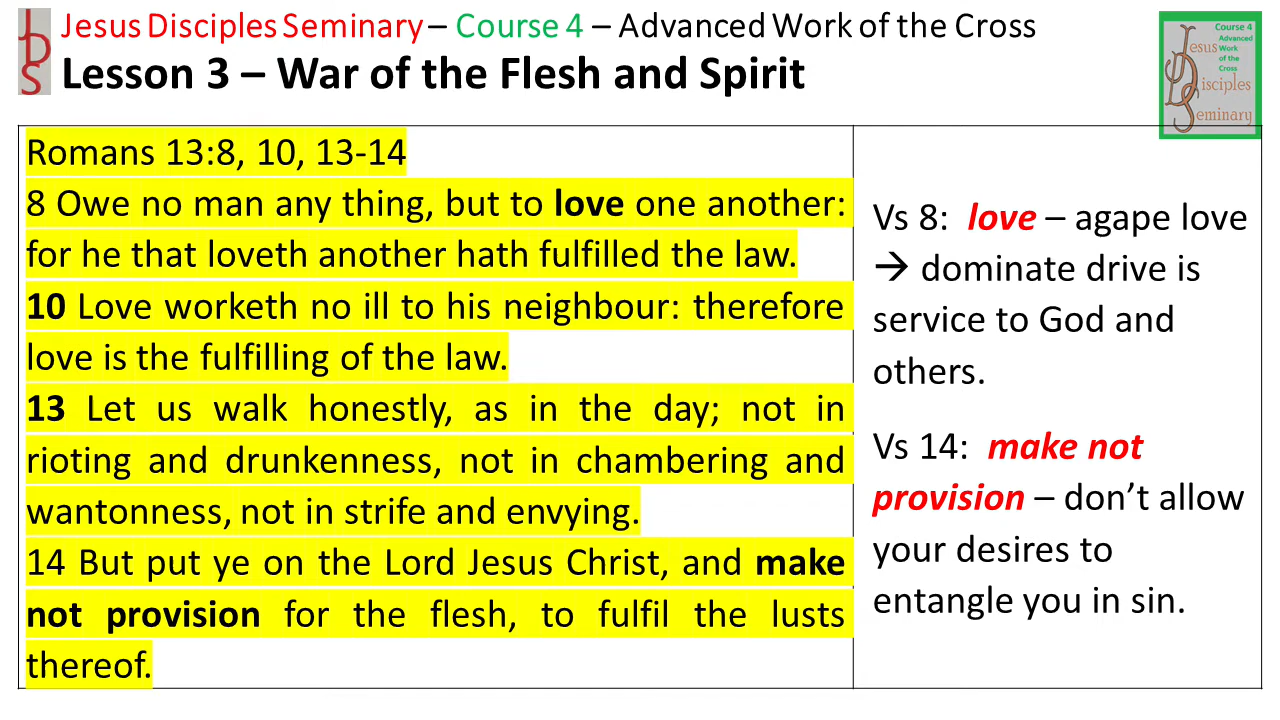 JDS
Jesus Disciples Seminary – Course 4 – Advanced Work of the Cross
Lesson 3 – War of the Flesh and Spirit
Course 4
Advanced
Work
of the
Cross
Jesus
Disciples
Seminary
Romans 13:8, 10, 13-14
8 Owe no man any thing, but to love one another:
for he that loveth another hath fulfilled the law.
10 Love worketh no ill to his neighbour: therefore
love is the fulfilling of the law.
13 Let us walk honestly, as in the day; not in
rioting and drunkenness, not in chambering and
wantonness, not in strife and envying.
14 But put ye on the Lord Jesus Christ, and make
not provision for the flesh, to fulfil the lusts
thereof.
Vs 8: love – agape love
→ dominate drive is
service to God and
others.
Vs 14: make not
provision – don’t allow
your desires to
entangle you in sin.